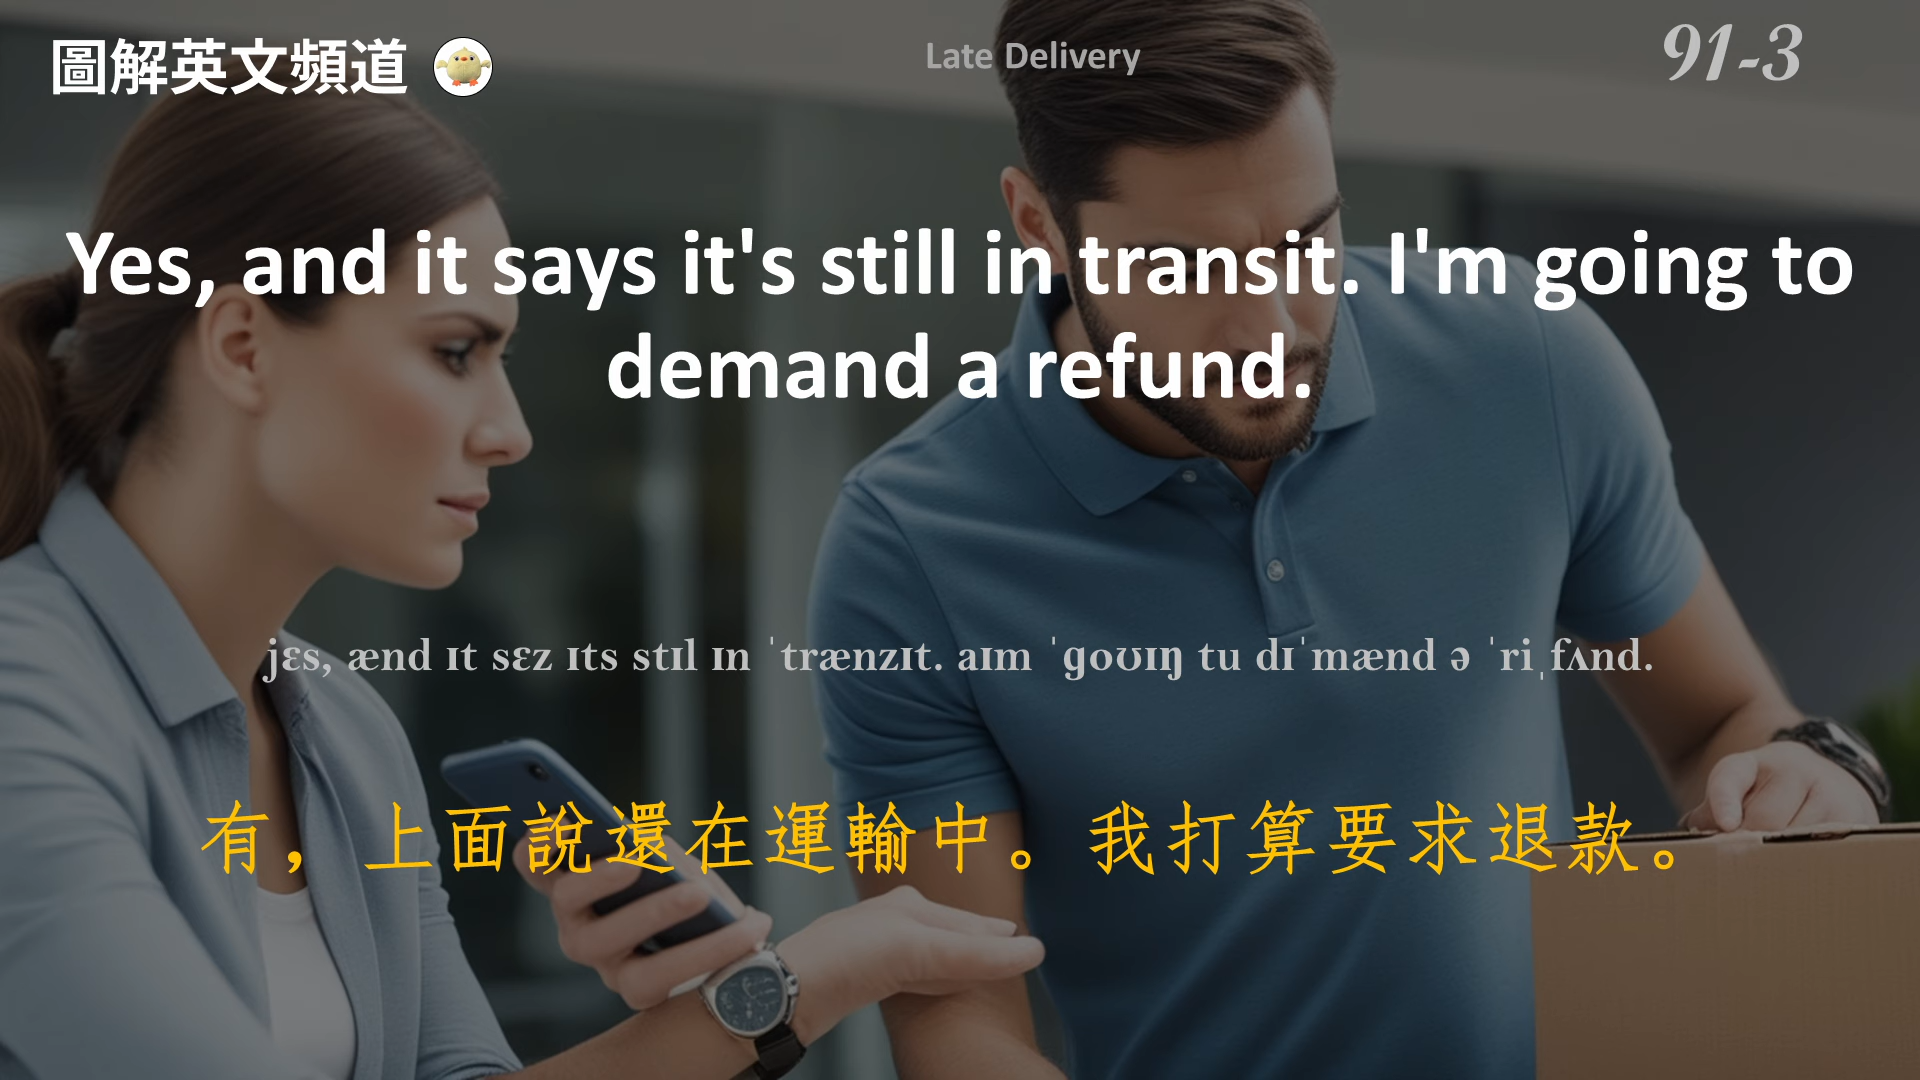 圖解英文頻道
Late Delivery
91-3
Yes, and it says it's still in transit. I'm going to
demand a refund.
jɛs, ænd ɪt sɛz ɪts stɪl ɪn ˈtrænzɪt. aɪm ˈɡoʊɪŋ tu dɪˈmænd ə ˈriˌfʌnd.
有，上面說還在運輸中。我打算要求退款。